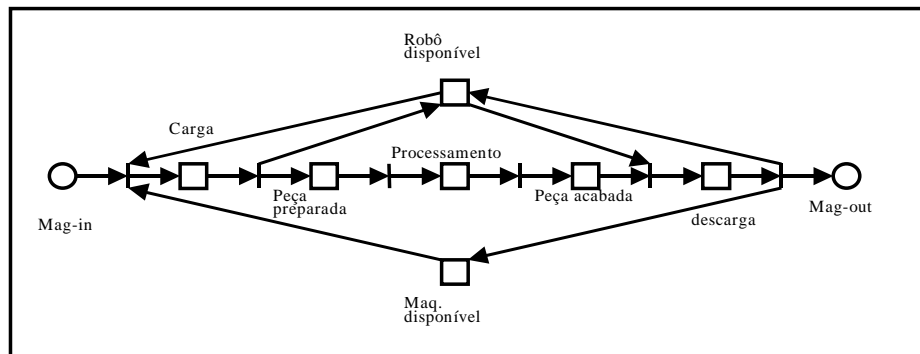 Robô
disponível
Carga
Processamento
Peça
preparada
Peça acabada
Mag-in
descarga
Mag-out
Maq.
disponível